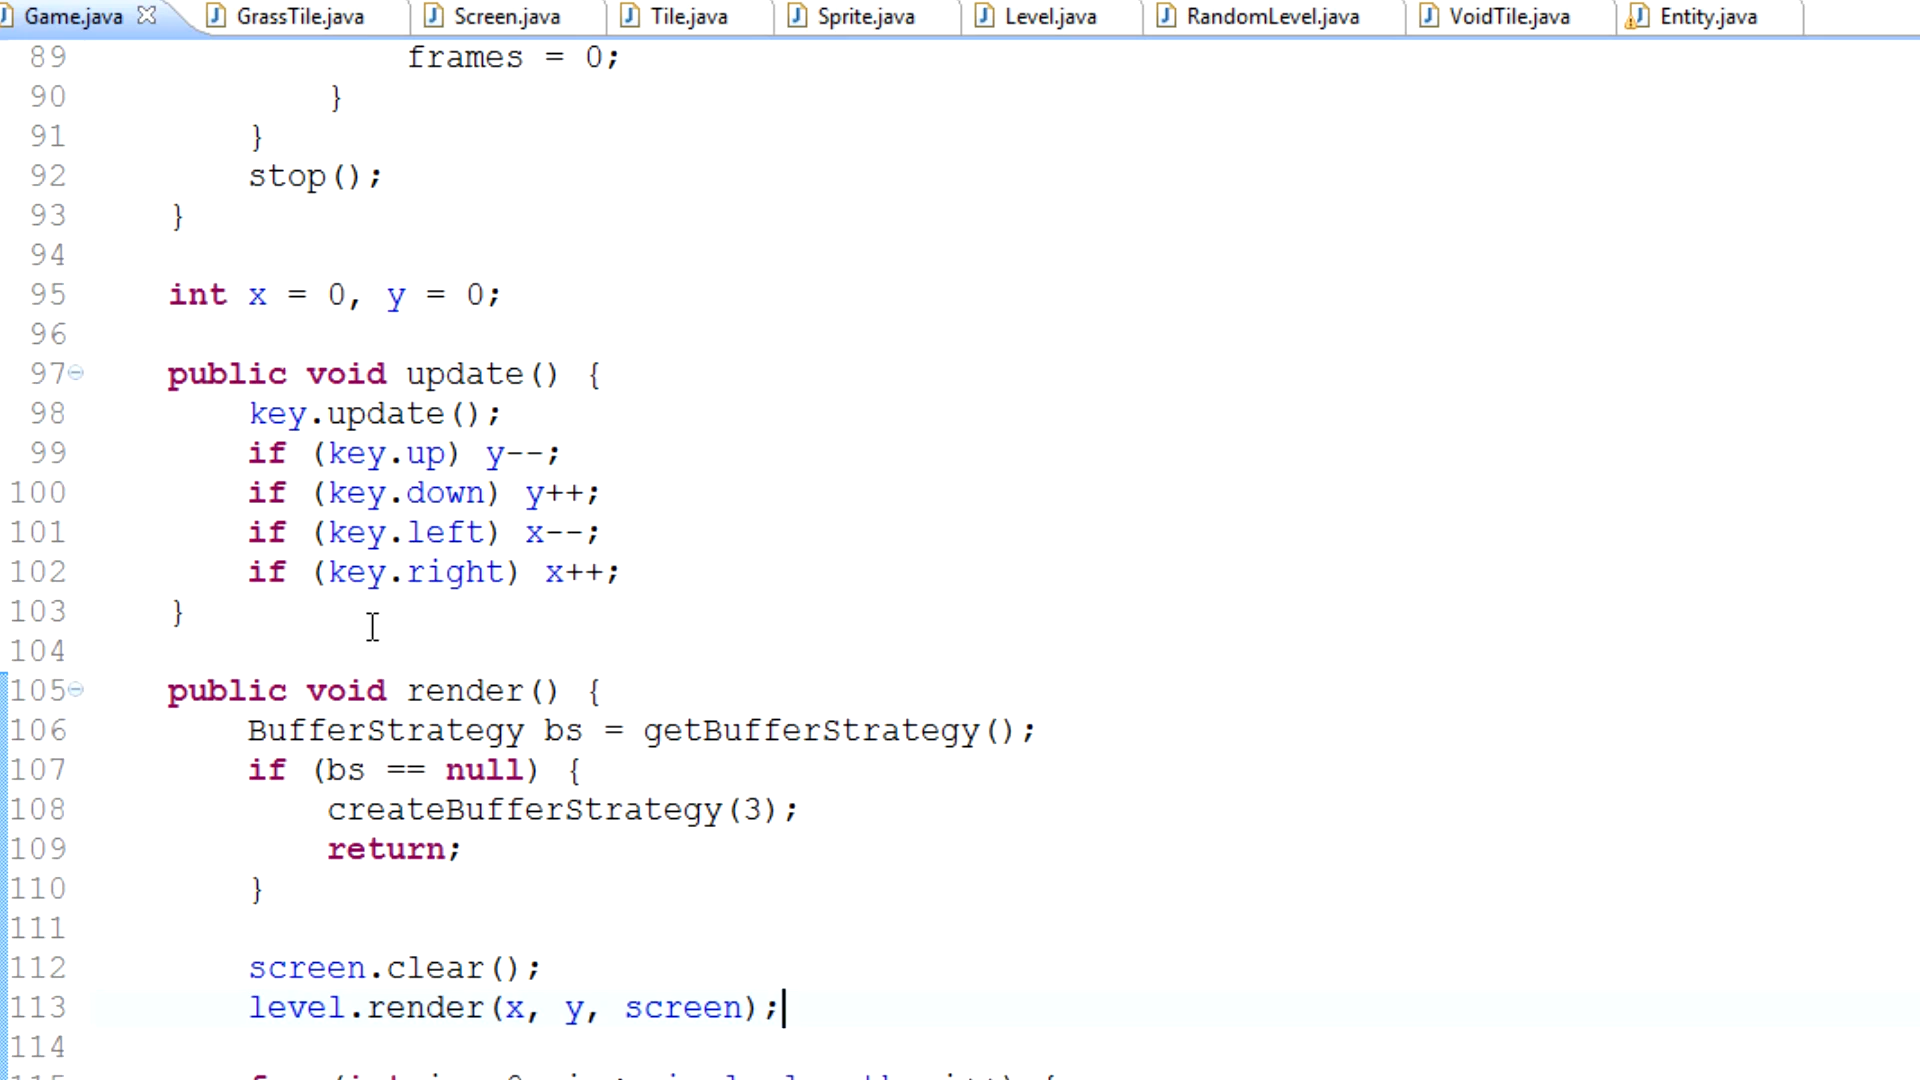 Game.java GrassTile.java Screen.java Tile.java Sprite.java Level.java RandomLevel.java VoidTile.java Entity.java
89 frames = 0;
90 }
91 }
92 stop();
93 }
94
95 int x = 0, y = 0;
96
97 public void update() {
98 key.update();
99 if (key.up) y--;
100 if (key.down) y++;
101 if (key.left) x--;
102 if (key.right) x++;
103 }
104
105 public void render() {
106 BufferStrategy bs = getBufferStrategy();
107 if (bs == null) {
108 createBufferStrategy(3);
109 return;
110 }
111
112 screen.clear();
113 level.render(x, y, screen);
114